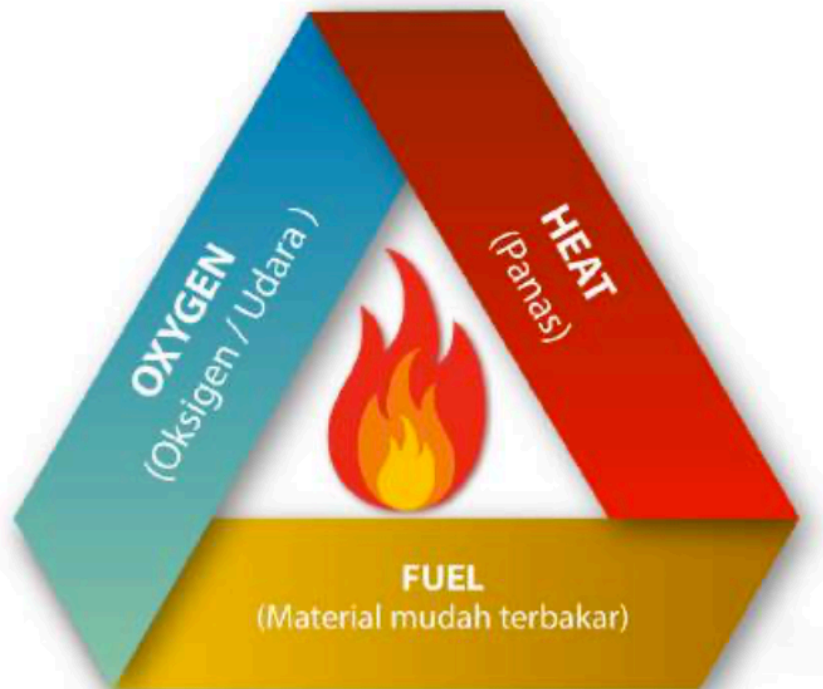 OXYGEN
(Oksigen / Udara )
HEAT
(Panas)
FUEL
(Material mudah terbakar)